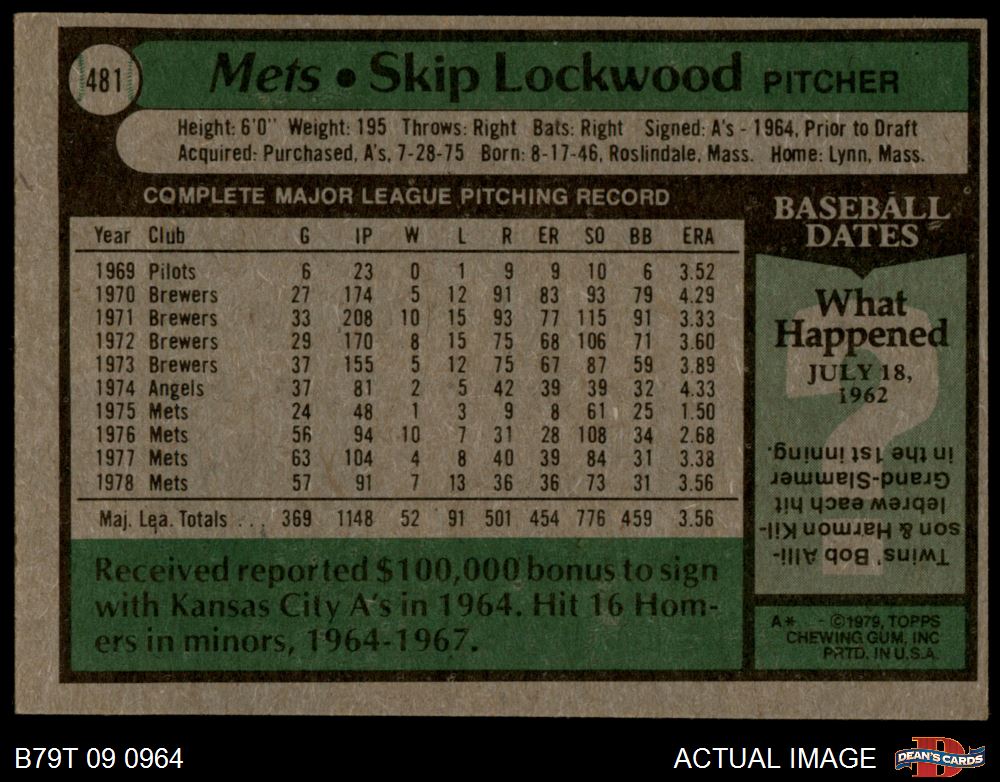 481
Mets • Skip Lockwood PITCHER
Height: 6'0" Weight: 195 Throws: Right Bats: Right Signed: A's - 1964, Prior to Draft
Acquired: Purchased, A's, 7-28-75 Born: 8-17-46, Roslindale, Mass. Home: Lynn, Mass.
COMPLETE MAJOR LEAGUE PITCHING RECORD
Year Club G IP W L R ER SO BB ERA
1969 Pilots 6 23 0 1 9 9 10 6 3.52
1970 Brewers 27 174 5 12 91 83 93 79 4.29
1971 Brewers 33 208 10 15 93 77 115 91 3.33
1972 Brewers 29 170 8 15 75 68 106 71 3.60
1973 Brewers 37 155 5 12 75 67 87 59 3.89
1974 Angels 37 81 2 5 42 39 39 32 4.33
1975 Mets 24 48 1 3 9 8 61 25 1.50
1976 Mets 56 94 10 7 31 28 108 34 2.68
1977 Mets 63 104 4 8 40 39 84 31 3.38
1978 Mets 57 91 7 13 36 36 73 31 3.56
Maj. Lea. Totals ... 369 1148 52 91 501 454 776 459 3.56
Received reported $100,000 bonus to sign
with Kansas City A's in 1964. Hit 16 Hom-
ers in minors, 1964-1967.
BASEBALL
DATES
What
Happened
JULY 18,
1962
?
Twins' Bob Alli-
son & Harmon Kil-
lebrew each hit
Grand-Slammer
in the 1st inning.
A* - ©1979, TOPPS
CHEWING GUM, INC
PRTD. IN U.S.A.
B79T 09 0964
ACTUAL IMAGE
D
DEAN'S CARDS